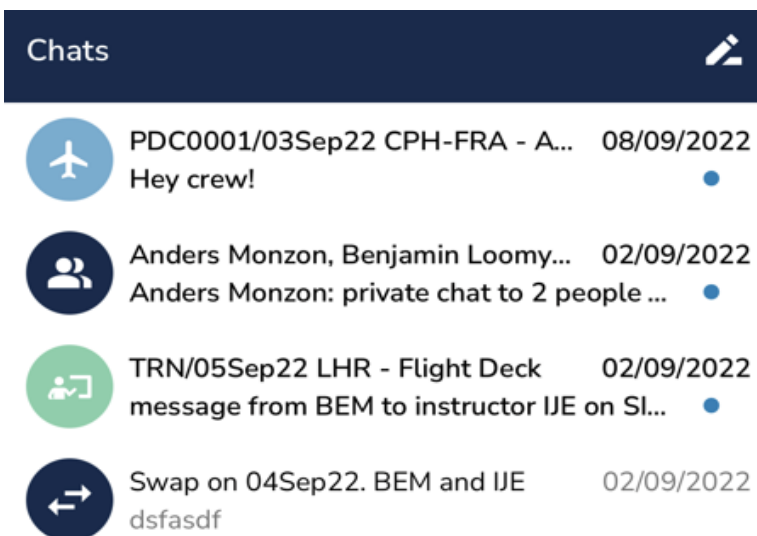 Chats
PDC0001/03Sep22 CPH-FRA - A... 08/09/2022
Hey crew!
Anders Monzon, Benjamin Loomy... 02/09/2022
Anders Monzon: private chat to 2 people ...
TRN/05Sep22 LHR - Flight Deck 02/09/2022
message from BEM to instructor IJE on SI...
Swap on 04Sep22. BEM and IJE 02/09/2022
dsfasdf